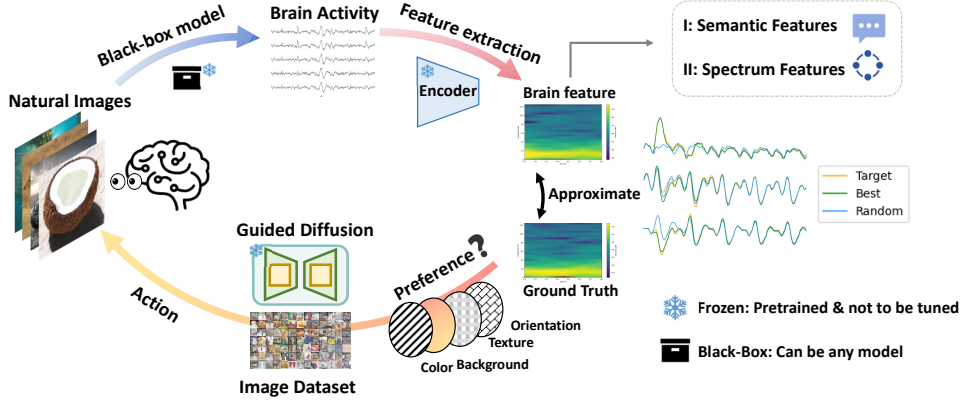 Black-box model
Brain Activity
Feature extraction
I: Semantic Features
II: Spectrum Features
Encoder
Natural Images
Brain feature
Approximate
Target
Best
Random
Guided Diffusion
Preference?
Ground Truth
Action
Orientation
Texture
Background
Color
Image Dataset
Frozen: Pretrained & not to be tuned
Black-Box: Can be any model